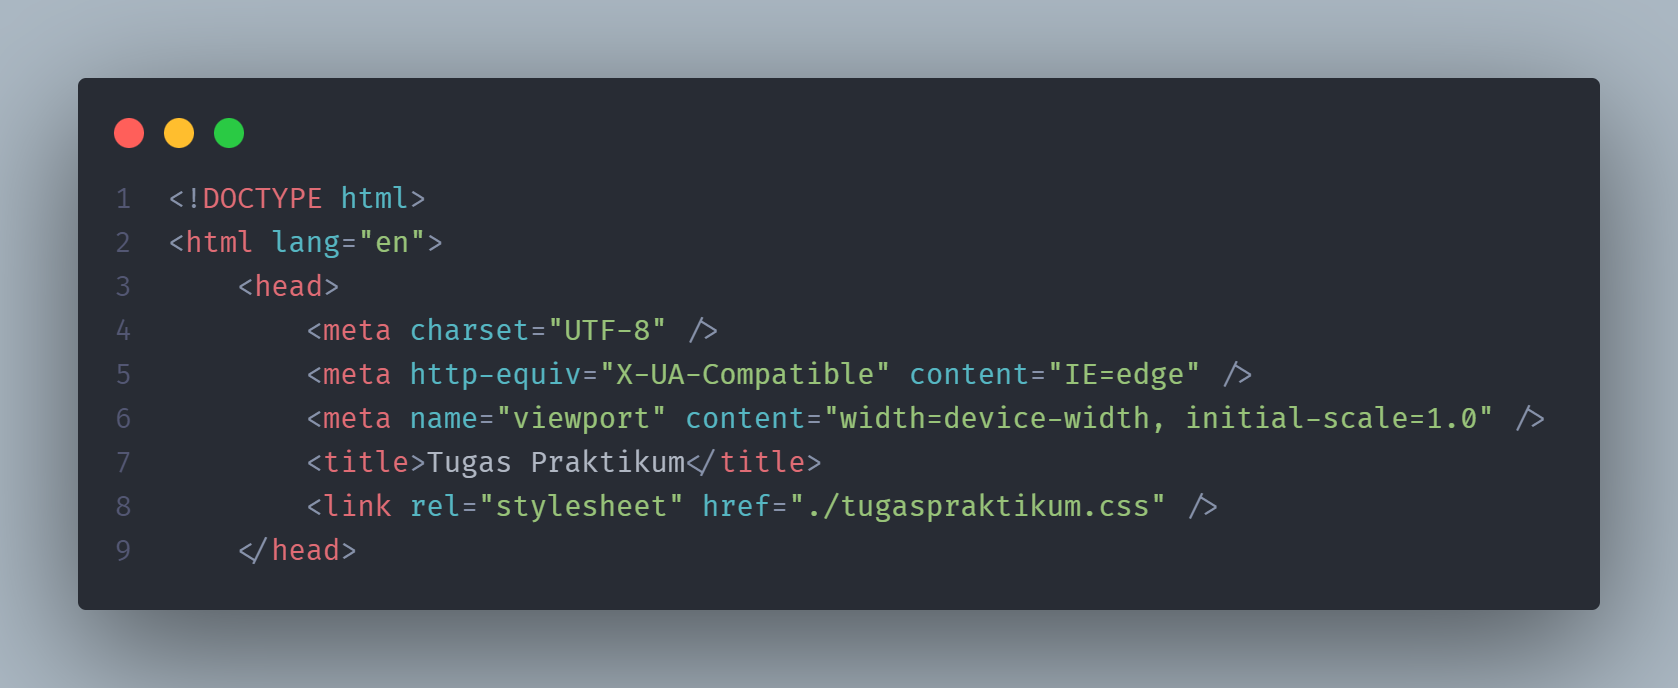 1 <!DOCTYPE html>
2 <html lang="en">
3     <head>
4         <meta charset="UTF-8" />
5         <meta http-equiv="X-UA-Compatible" content="IE=edge" />
6         <meta name="viewport" content="width=device-width, initial-scale=1.0" />
7         <title>Tugas Praktikum</title>
8         <link rel="stylesheet" href="./tugaspraktikum.css" />
9     </head>